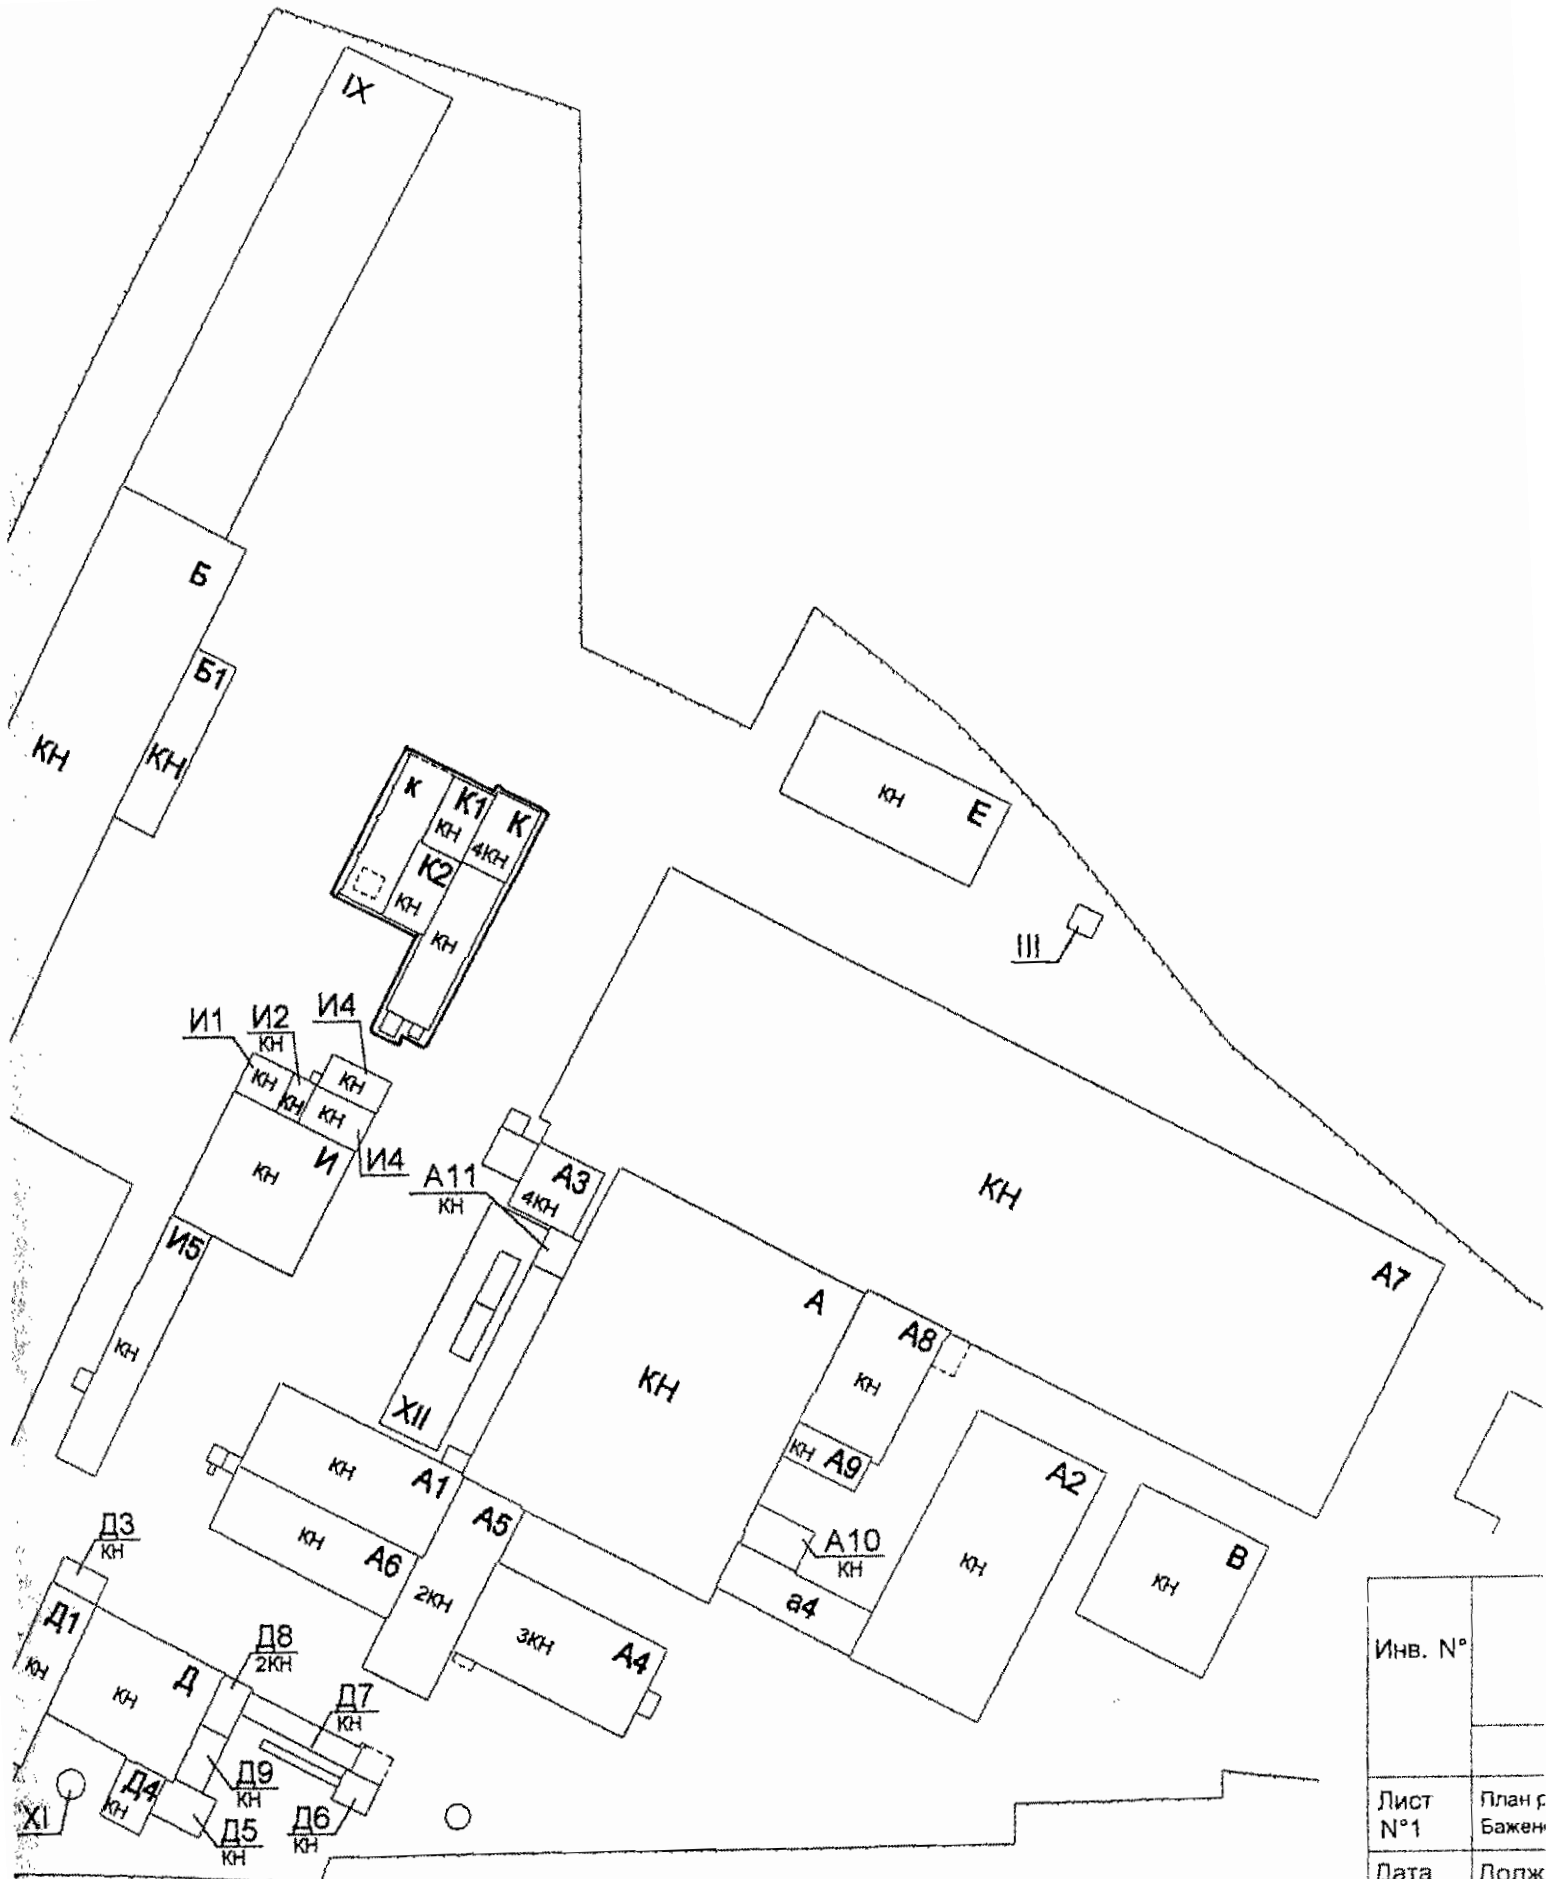 IX
Б
Б1
КН
КН
к
К1
КН
К
4КН
К2
КН
КН
КН
Е
III
И1
И2
КН
И4
КН
КН
КН
КН
И
КН
И4
А11
КН
А3
4КН
КН
А7
И5
КН
А
А8
КН
КН
XII
КН
А1
КН
А9
А2
КН
А6
А5
2КН
А10
КН
КН
В
КН
а4
3КН
А4
Д3
КН
Д1
КН
Д
КН
Д8
2КН
Д7
КН
Д9
КН
Д4
КН
XI
Д5
КН
Д6
КН
Инв. N°
Лист
N°1
План р
Бажен
Дата
Долж